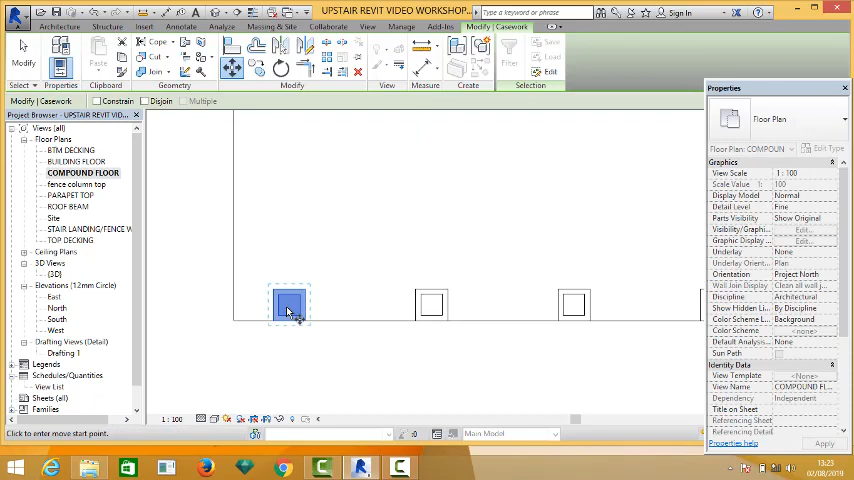 UPSTAIR REVIT VIDEO WORKSHOP...
Type a keyword or phrase
Sign In
Architecture Structure Insert Annotate Analyze Massing & Site Collaborate View Manage Add-Ins Modify | Casework
Modify
Paste
Cope
Cut
Join
Filter
Save
Load
Edit
Select Properties Clipboard Geometry Modify View Measure Create Selection
Modify | Casework Constrain Disjoin Multiple
Project Browser - UPSTAIR REVIT VID...
Views (all)
Floor Plans
BTM DECKING
BUILDING FLOOR
COMPOUND FLOOR
fence column top
PARAPET TOP
ROOF BEAM
Site
STAIR LANDING/FENCE W
TOP DECKING
Ceiling Plans
3D Views
{3D}
Elevations (12mm Circle)
East
North
South
West
Drafting Views (Detail)
Drafting 1
Legends
Schedules/Quantities
View List
Sheets (all)
Families
Properties
Floor Plan
Floor Plan: COMPOUN
Edit Type
Graphics
View Scale 1 : 100
Scale Value 1: 100
Display Model Normal
Detail Level Fine
Parts Visibility Show Original
Visibility/Graphi... Edit...
Graphic Display ... Edit...
Underlay None
Underlay Orien... Plan
Orientation Project North
Wall Join Display Clean all wall j
Discipline Architectural
Show Hidden Li... By Discipline
Color Scheme L... Background
Color Scheme <none>
Default Analysi... None
Sun Path
Identity Data
View Template <None>
View Name COMPOUND FL...
Dependency Independent
Title on Sheet
Referencing Sheet
Referencing Detail
Properties help
Apply
1 : 100
Click to enter move start point.
:0
Main Model
13:23
02/08/2019